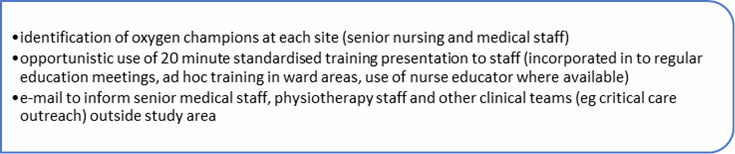 •identification of oxygen champions at each site (senior nursing and medical staff)
•opportunistic use of 20 minute standardised training presentation to staff (incorporated in to regular
education meetings, ad hoc training in ward areas, use of nurse educator where available)
•e-mail to inform senior medical staff, physiotherapy staff and other clinical teams (eg critical care
outreach) outside study area